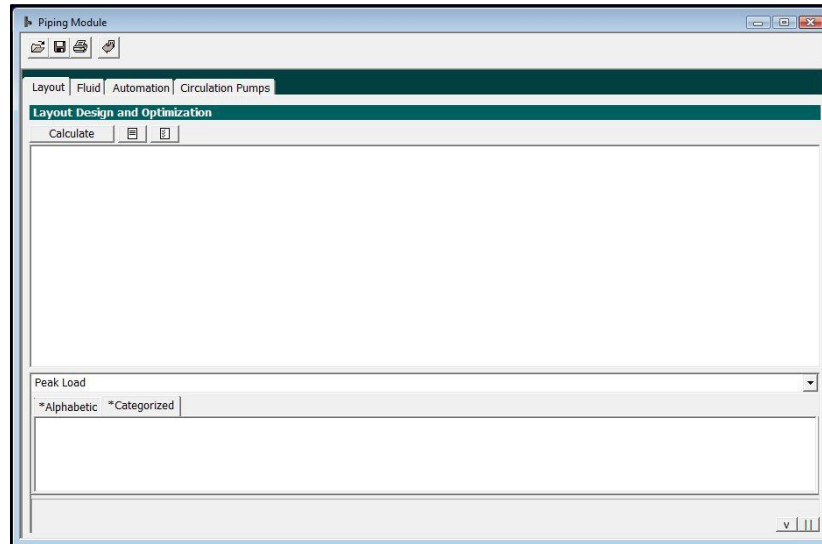 Piping Module
Layout Fluid Automation Circulation Pumps
Layout Design and Optimization
Calculate
Peak Load
*Alphabetic *Categorized
v ||